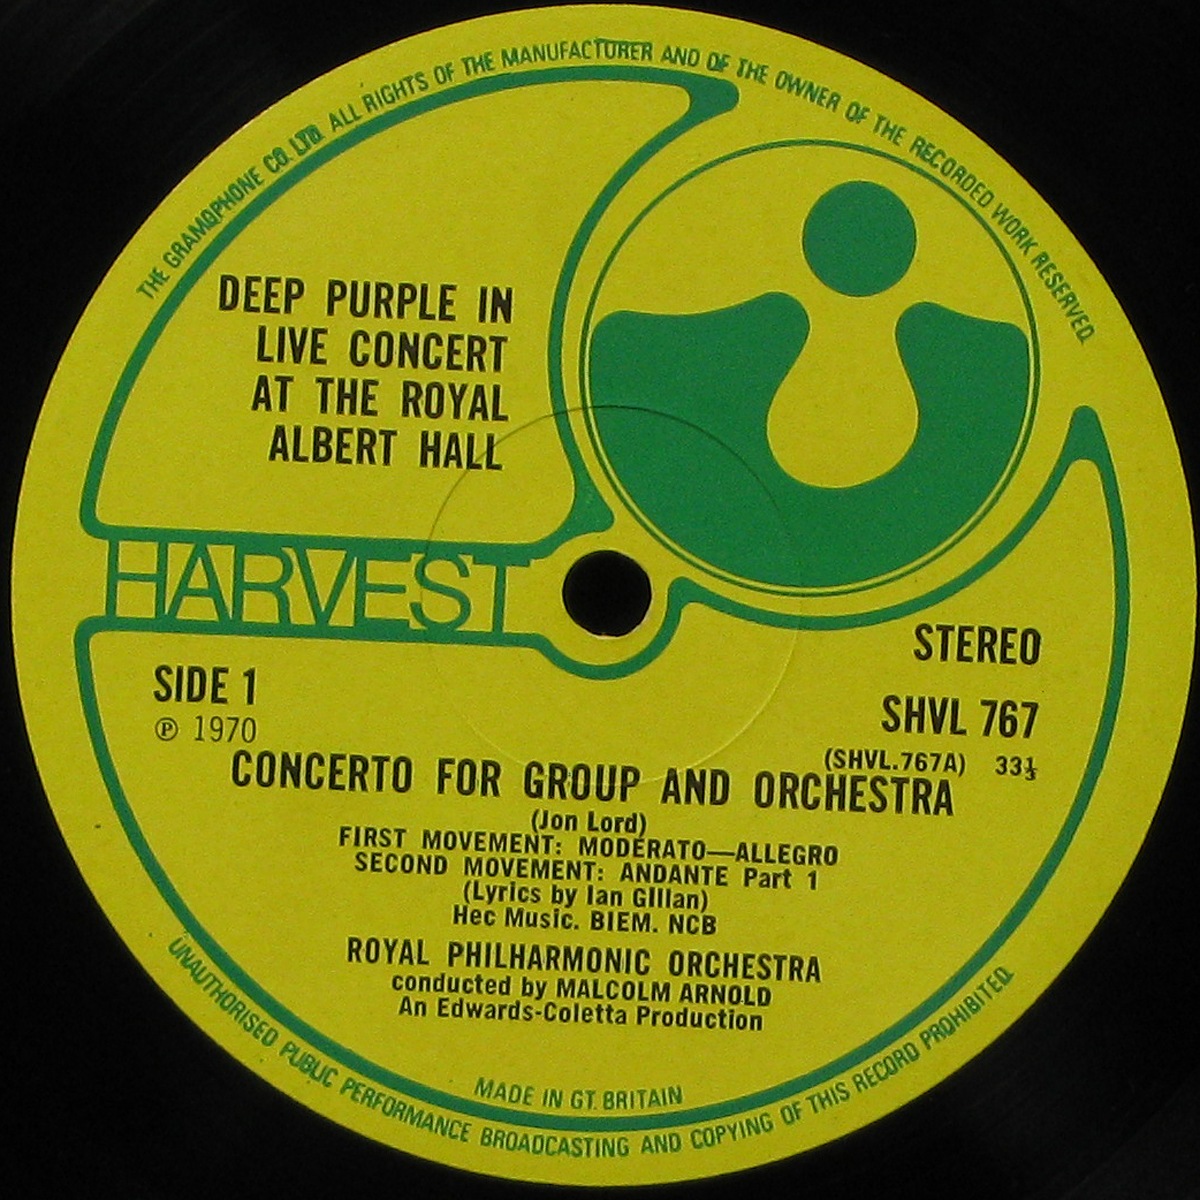 THE GRAMOPHONE CO. LTD. ALL RIGHTS OF THE MANUFACTURER AND OF THE OWNER OF THE RECORDED WORK RESERVED
DEEP PURPLE IN
LIVE CONCERT
AT THE ROYAL
ALBERT HALL
HARVEST
STEREO
SIDE 1
SHVL 767
℗ 1970
(SHVL.767A) 33⅓
CONCERTO FOR GROUP AND ORCHESTRA
(Jon Lord)
FIRST MOVEMENT: MODERATO—ALLEGRO
SECOND MOVEMENT: ANDANTE Part 1
(Lyrics by Ian Gillan)
Hec Music. BIEM. NCB
ROYAL PHILHARMONIC ORCHESTRA
conducted by MALCOLM ARNOLD
An Edwards-Coletta Production
MADE IN GT. BRITAIN
UNAUTHORISED PUBLIC PERFORMANCE BROADCASTING AND COPYING OF THIS RECORD PROHIBITED